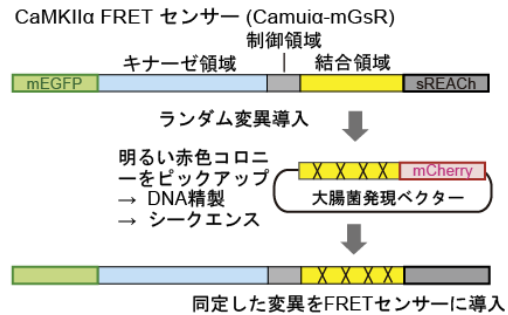 CaMKIIα FRET センサー (Camuiα-mGsR)
制御領域
キナーゼ領域
結合領域
mEGFP
sREACh
ランダム変異導入
明るい赤色コロニ
ーをピックアップ
→ DNA精製
→ シークエンス
X X X X
mCherry
大腸菌発現ベクター
X X X X
同定した変異をFRETセンサーに導入